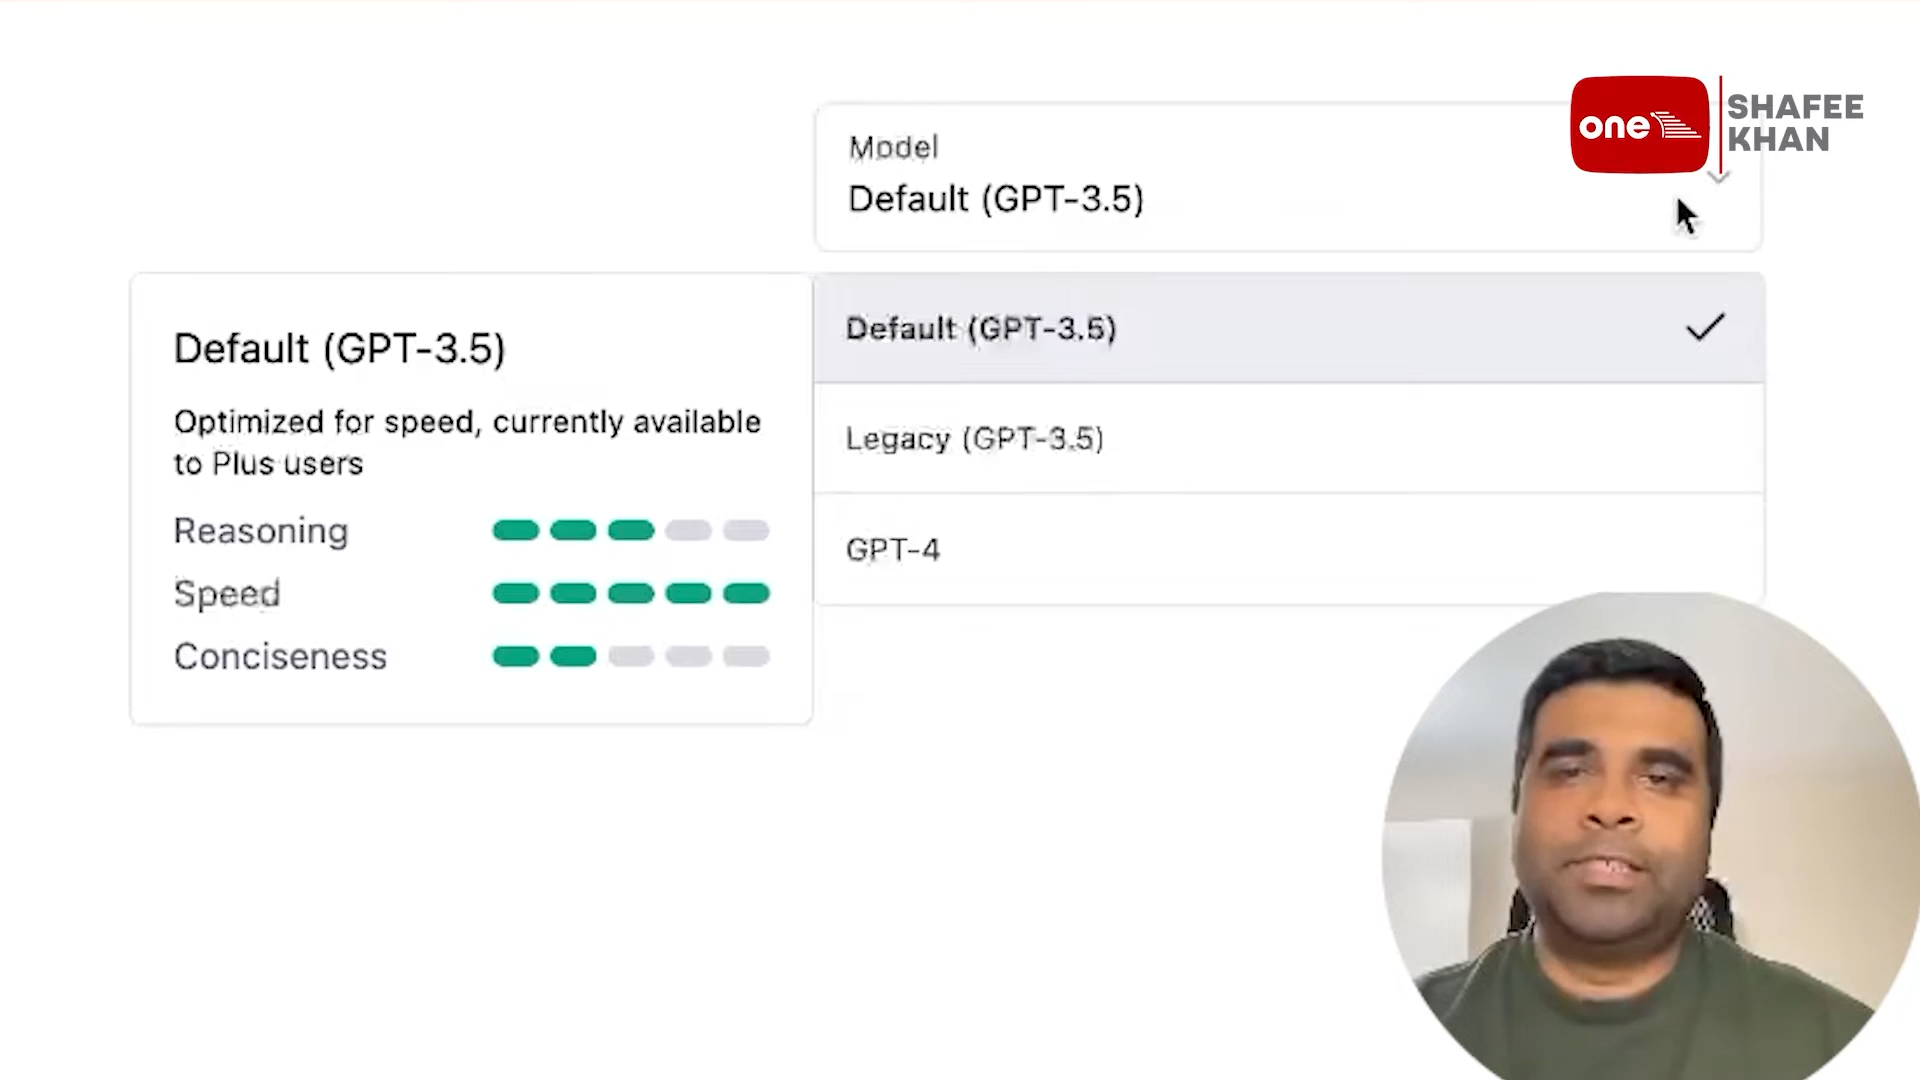 one
SHAFEE
KHAN
Model
Default (GPT-3.5)
Default (GPT-3.5)
Optimized for speed, currently available
to Plus users
Reasoning
Speed
Conciseness
Default (GPT-3.5)
Legacy (GPT-3.5)
GPT-4